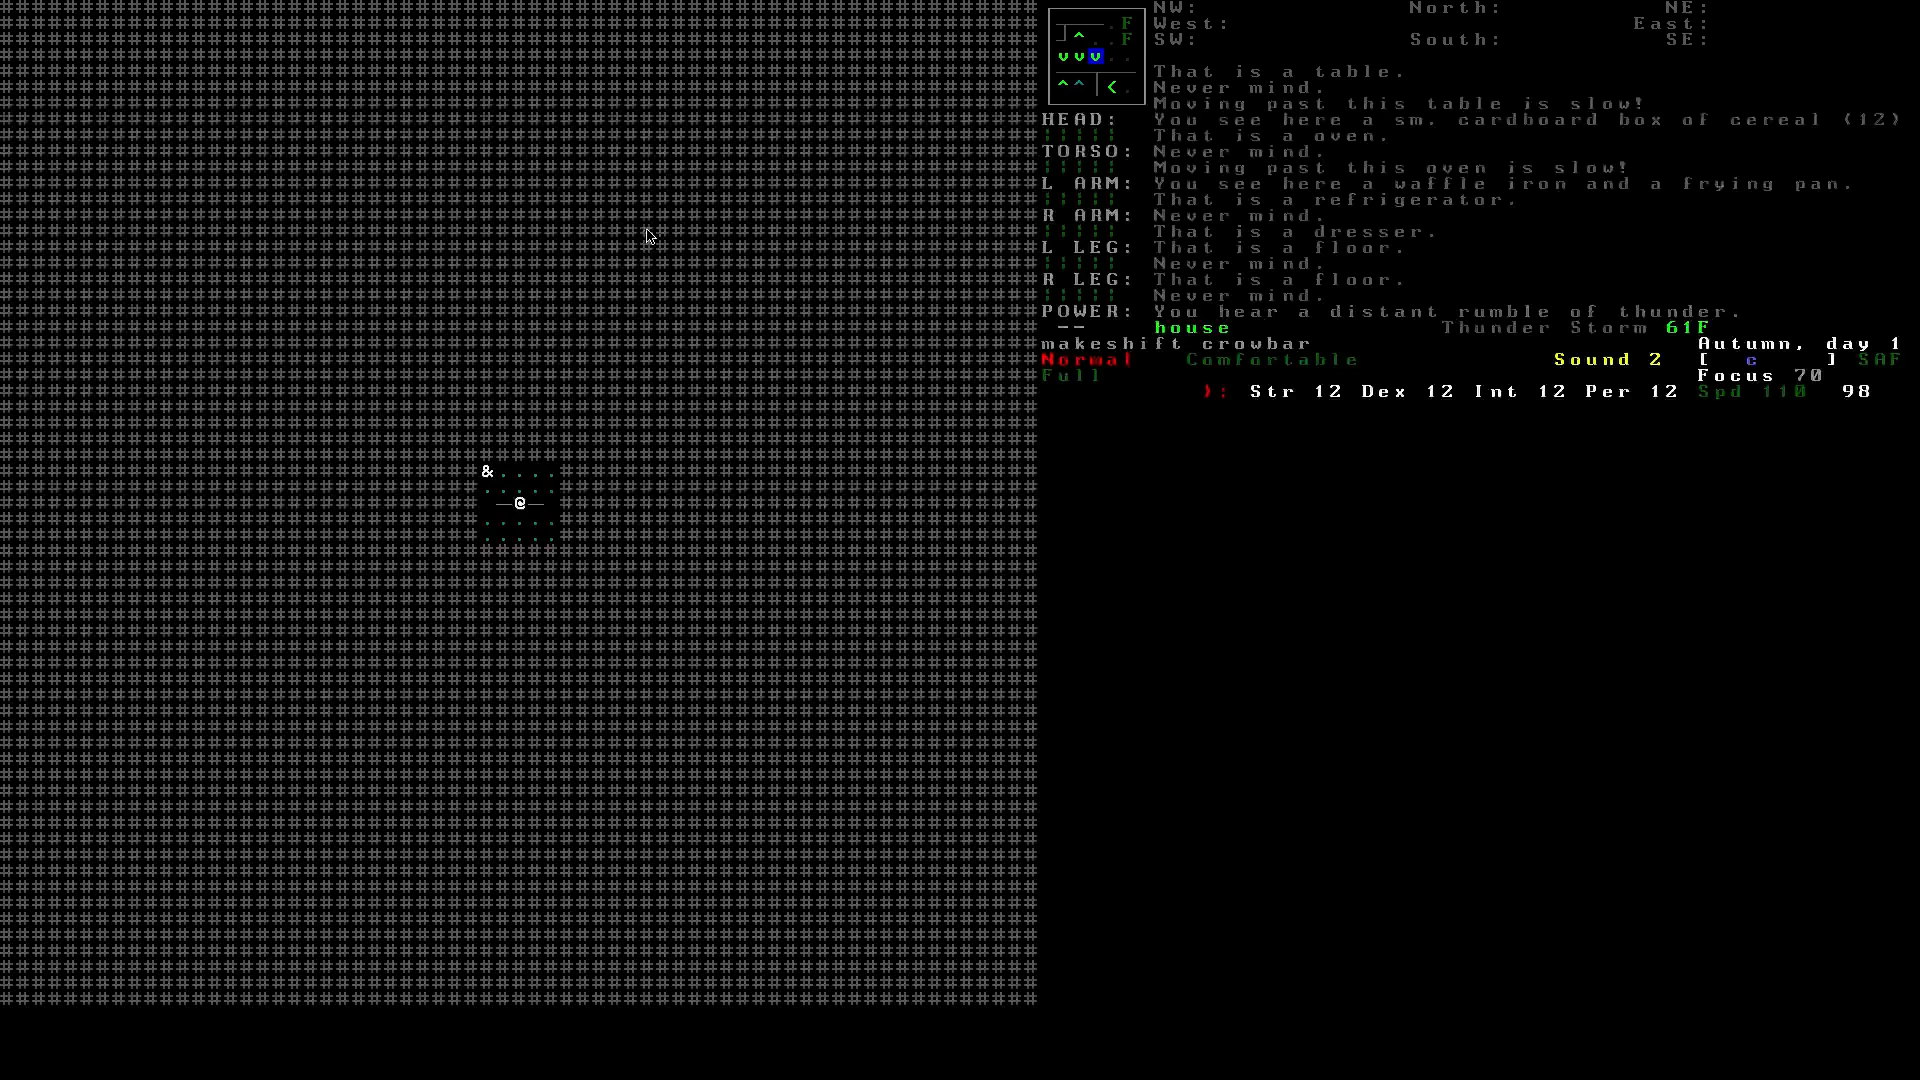 NW: North: NE:
West: East:
SW: South: SE:
That is a table.
Never mind.
Moving past this table is slow!
HEAD: You see here a sm. cardboard box of cereal (12)
That is a oven.
TORSO: Never mind.
Moving past this oven is slow!
L ARM: You see here a waffle iron and a frying pan.
That is a refrigerator.
R ARM: Never mind.
That is a dresser.
L LEG: That is a floor.
Never mind.
R LEG: That is a floor.
Never mind.
POWER: You hear a distant rumble of thunder.
-- house Thunder Storm 61F
makeshift crowbar Autumn, day 1
Normal Comfortable Sound 2 [ c ] SAF
Full Focus 70
): Str 12 Dex 12 Int 12 Per 12 Spd 110 98